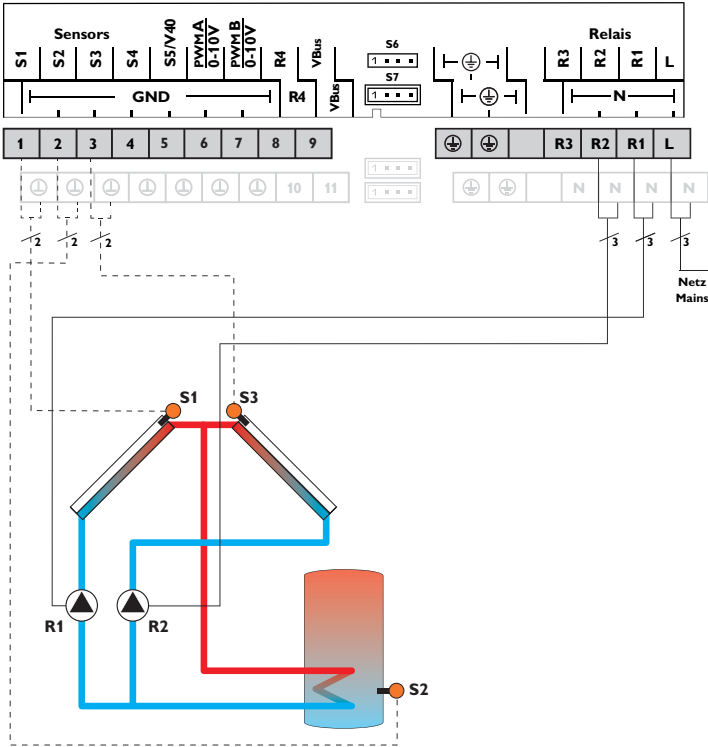 Sensors
Relais
S1 S2 S3 S4 S5/V40 PWM A 0-10V PWM B 0-10V R4 VBus
S6
1
S7
1
R3 R2 R1 L
GND
R4 VBus
N
1 2 3 4 5 6 7 8 9
R3 R2 R1 L
10 11
1
1
N N N N
2 2 2
3 3 3
Netz
Mains
S1 S3
R1 R2
S2